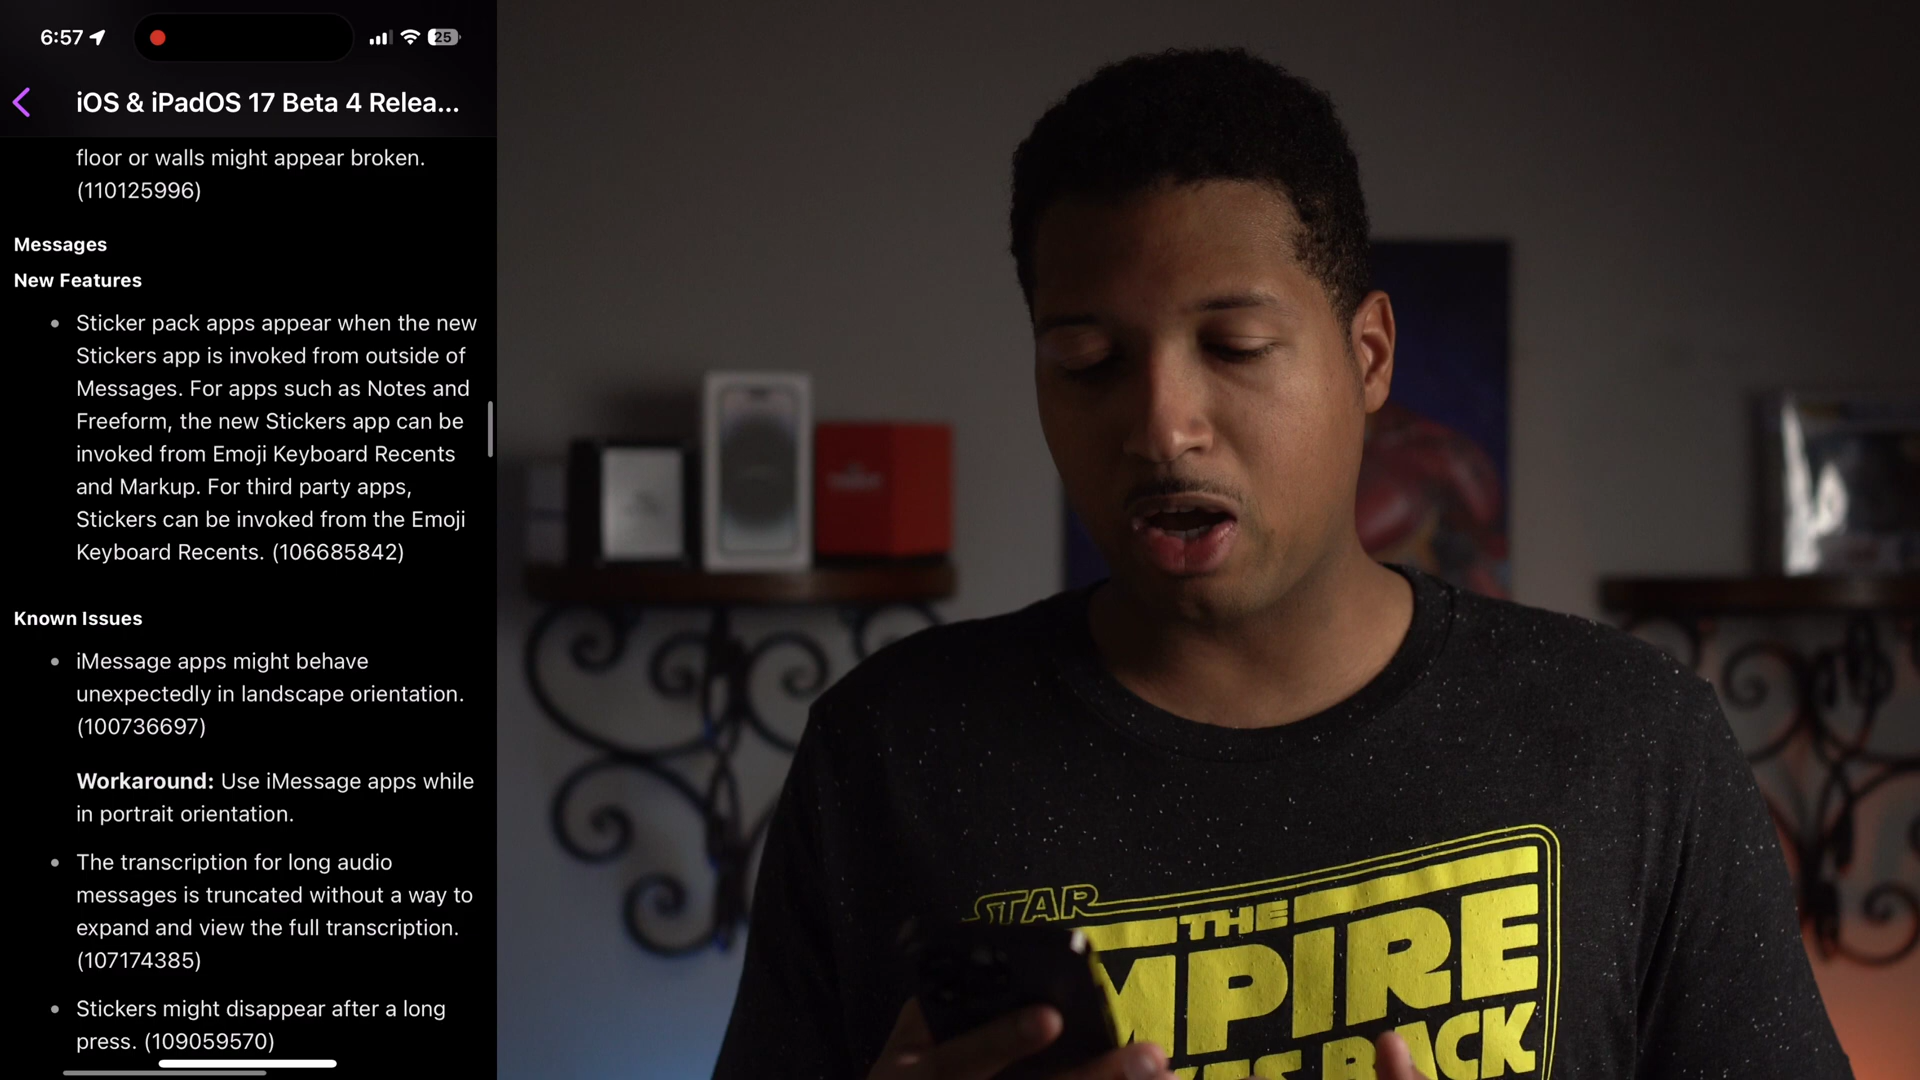 6:57
25
iOS & iPadOS 17 Beta 4 Relea...
floor or walls might appear broken.
(110125996)
Messages
New Features
Sticker pack apps appear when the new
Stickers app is invoked from outside of
Messages. For apps such as Notes and
Freeform, the new Stickers app can be
invoked from Emoji Keyboard Recents
and Markup. For third party apps,
Stickers can be invoked from the Emoji
Keyboard Recents. (106685842)
Known Issues
iMessage apps might behave
unexpectedly in landscape orientation.
(100736697)
Workaround: Use iMessage apps while
in portrait orientation.
The transcription for long audio
messages is truncated without a way to
expand and view the full transcription.
(107174385)
Stickers might disappear after a long
press. (109059570)
STAR
THE
MPIRE
BACK